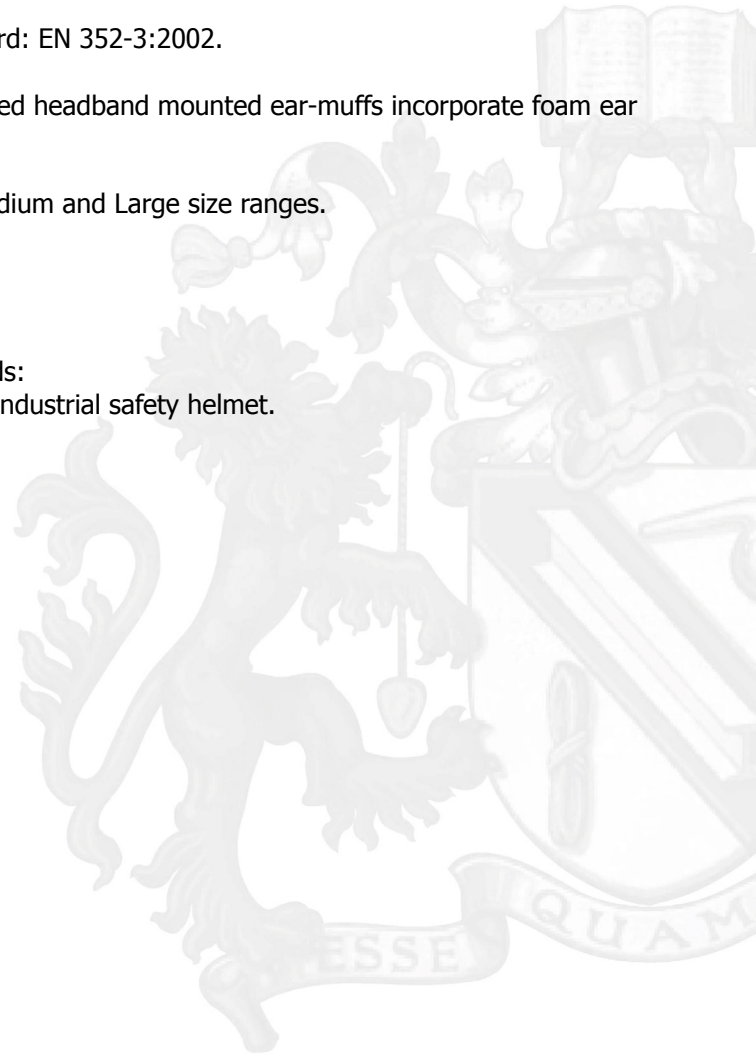 rd: EN 352-3:2002.
ed headband mounted ear-muffs incorporate foam ear
dium and Large size ranges.
ls:
ndustrial safety helmet.
ESSE
QUAM